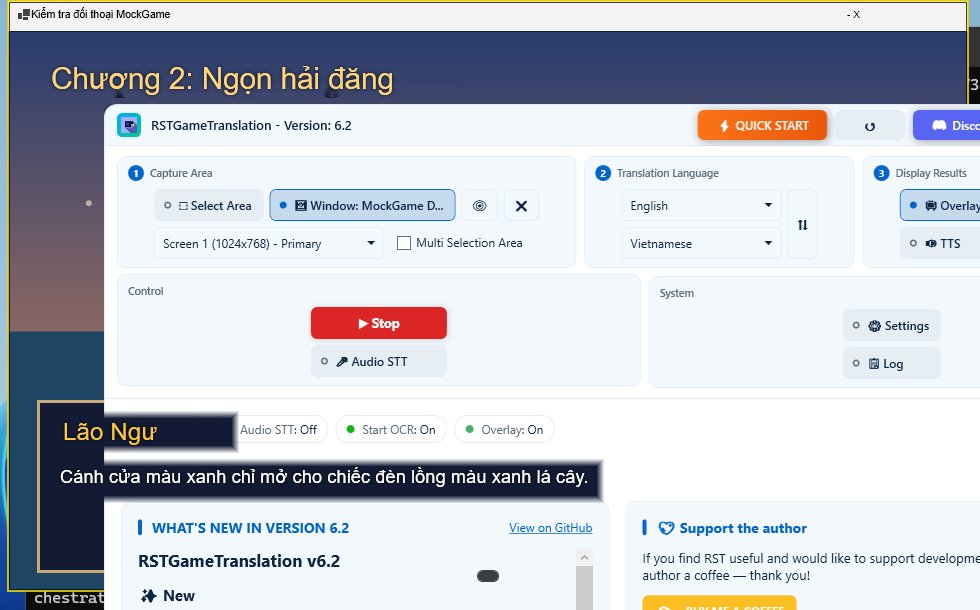 Kiểm tra đối thoại MockGame
- X
Chương 2: Ngọn hải đăng
RSTGameTranslation - Version: 6.2
QUICK START
1 Capture Area
Select Area
Window: MockGame D...
Screen 1 (1024x768) - Primary
Multi Selection Area
2 Translation Language
English
Vietnamese
3 Display Results
Overlay
TTS
Control
Stop
Audio STT
System
Settings
Log
Lão Ngư
Audio STT: Off
Start OCR: On
Overlay: On
Cánh cửa màu xanh chỉ mở cho chiếc đèn lồng màu xanh lá cây.
WHAT'S NEW IN VERSION 6.2
View on GitHub
RSTGameTranslation v6.2
New
Support the author
If you find RST useful and would like to support developme
author a coffee — thank you!
BUY ME A COFFEE
chestrat